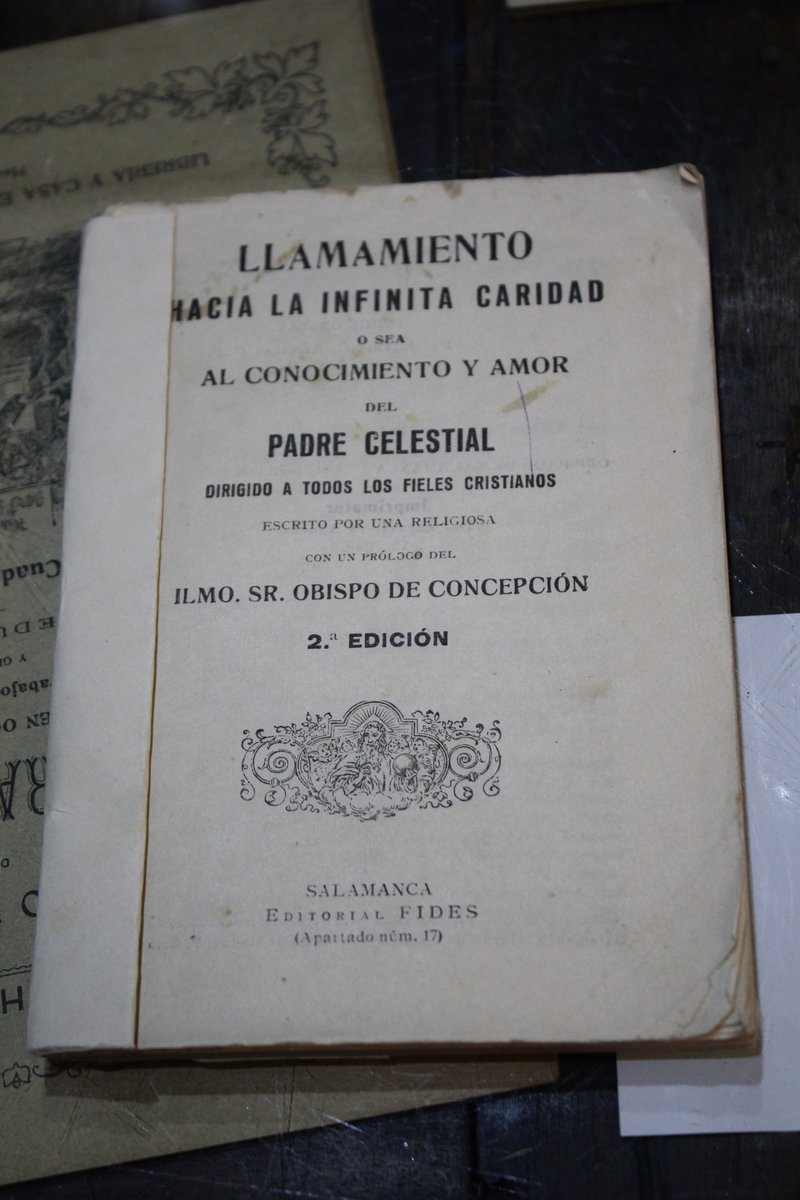 LLAMAMIENTO
HACIA LA INFINITA CARIDAD
O SEA
AL CONOCIMIENTO Y AMOR
DEL
PADRE CELESTIAL
DIRIGIDO A TODOS LOS FIELES CRISTIANOS
ESCRITO POR UNA RELIGIOSA
CON UN PRÓLOGO DEL
ILMO. SR. OBISPO DE CONCEPCIÓN
2.ª EDICIÓN
SALAMANCA
EDITORIAL FIDES
(Apartado núm. 17)
LIBRERÍA Y CASA